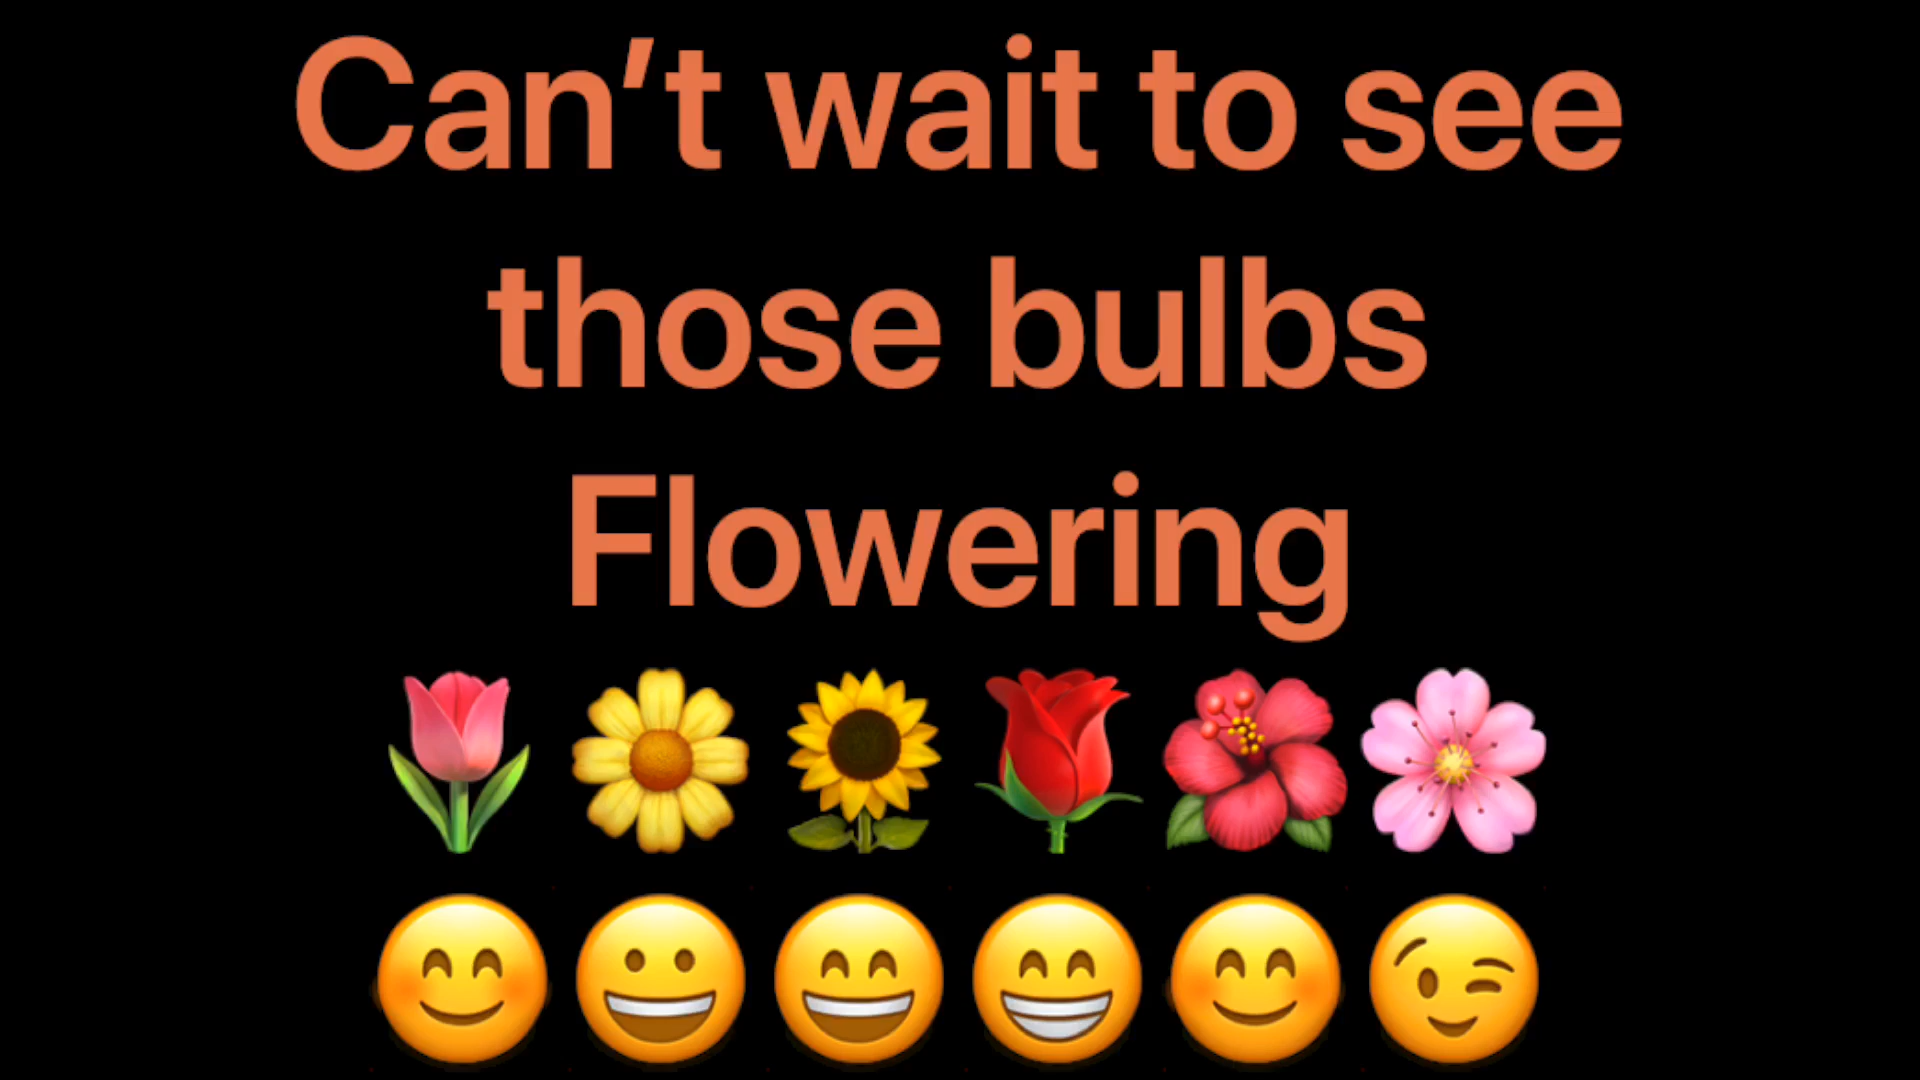 Can’t wait to see
those bulbs
Flowering
🌷🌼🌻🌹🌺🌸
😊😀😄😁😊😉